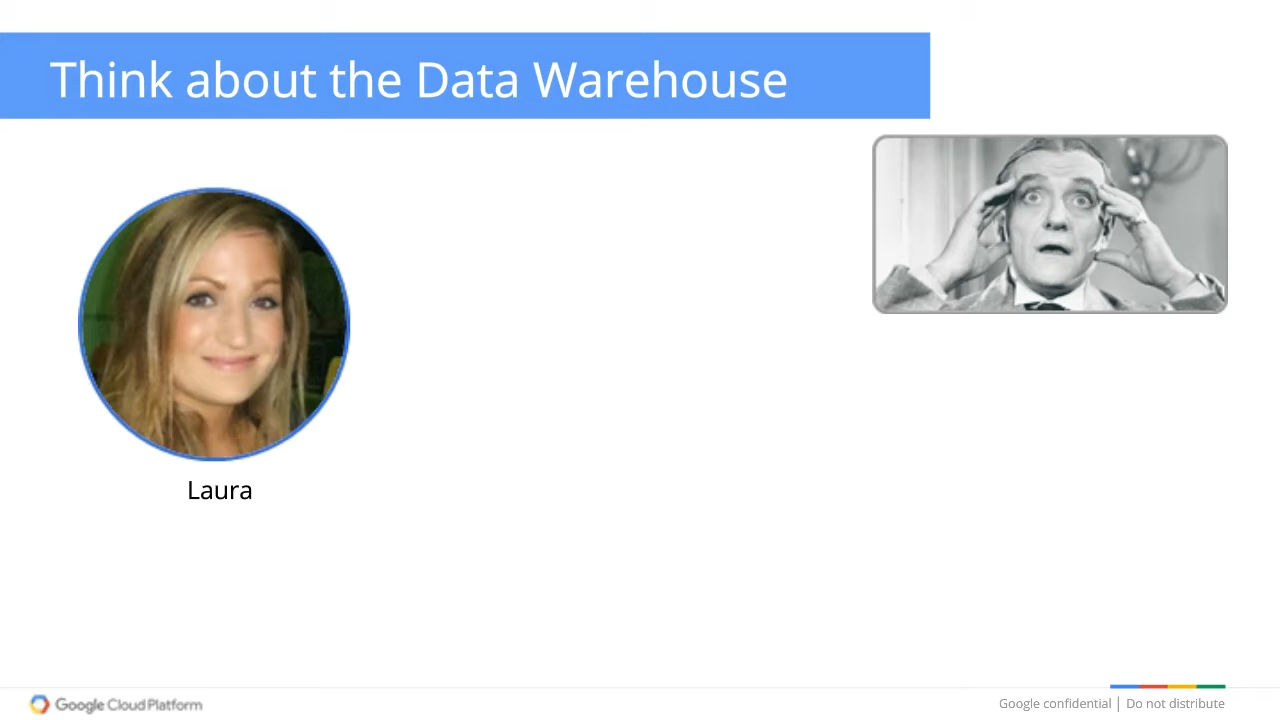 Think about the Data Warehouse
Laura
Google Cloud Platform
Google confidential | Do not distribute